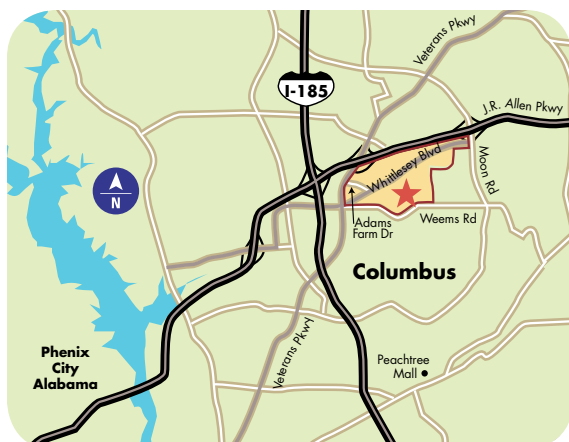 Veterans Pkwy
I-185
J.R. Allen Pkwy
Whittlesey Blvd
Moon Rd
N
Adams
Farm Dr
Weems Rd
Columbus
Veterans Pkwy
Phenix
City
Alabama
Peachtree
Mall